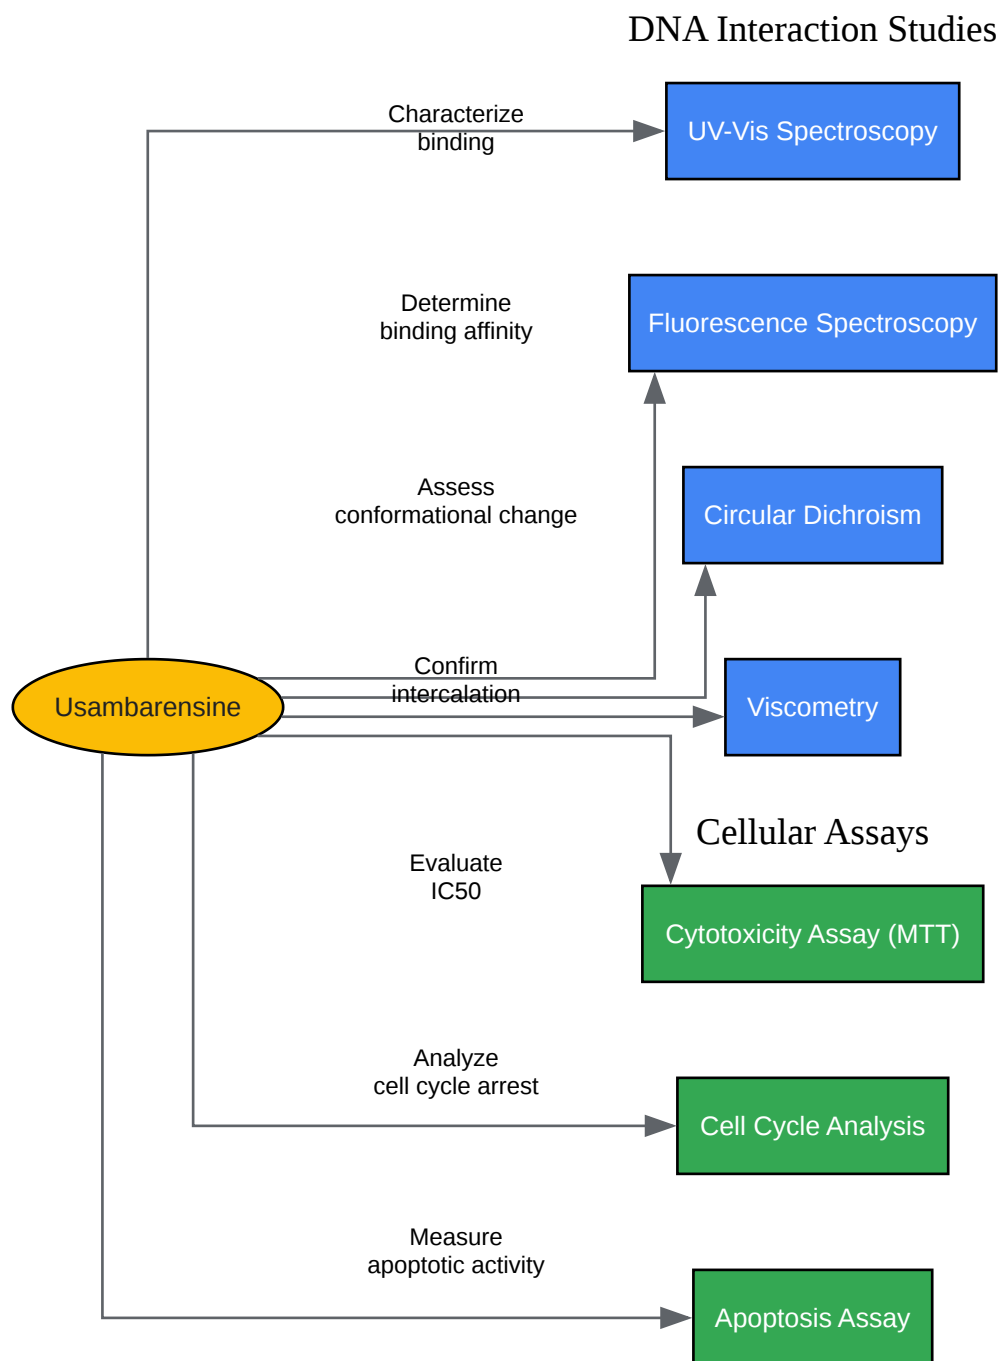 DNA Interaction Studies
Characterize
binding
UV-Vis Spectroscopy
Determine
binding affinity
Fluorescence Spectroscopy
Assess
conformational change
Circular Dichroism
Confirm
intercalation
Usambarensine
Viscometry
Cellular Assays
Evaluate
IC50
Cytotoxicity Assay (MTT)
Analyze
cell cycle arrest
Cell Cycle Analysis
Measure
apoptotic activity
Apoptosis Assay